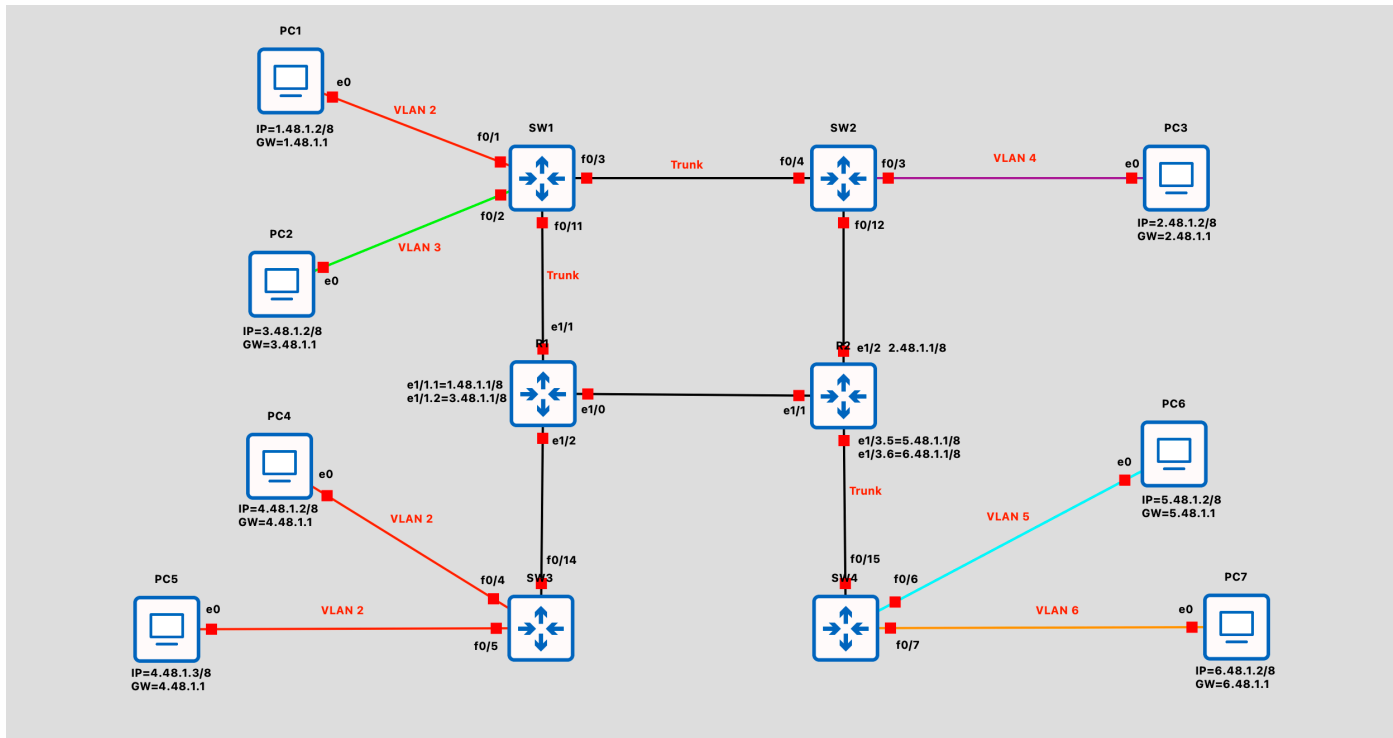 PC1
e0
VLAN 2
IP=1.48.1.2/8
GW=1.48.1.1
f0/1
SW1
f0/3
Trunk
f0/4
SW2
f0/3
VLAN 4
e0
PC3
IP=2.48.1.2/8
GW=2.48.1.1
f0/2
f0/11
f0/12
PC2
VLAN 3
e0
IP=3.48.1.2/8
GW=3.48.1.1
Trunk
e1/1
R1
e1/1.1=1.48.1.1/8
e1/1.2=3.48.1.1/8
e1/0
e1/2
R2
e1/2 2.48.1.1/8
e1/1
e1/3.5=5.48.1.1/8
e1/3.6=6.48.1.1/8
Trunk
PC4
e0
IP=4.48.1.2/8
GW=4.48.1.1
VLAN 2
PC6
e0
IP=5.48.1.2/8
GW=5.48.1.1
VLAN 5
f0/14
SW3
f0/4
f0/5
f0/15
SW4
f0/6
f0/7
PC5
e0
VLAN 2
IP=4.48.1.3/8
GW=4.48.1.1
VLAN 6
e0
PC7
IP=6.48.1.2/8
GW=6.48.1.1